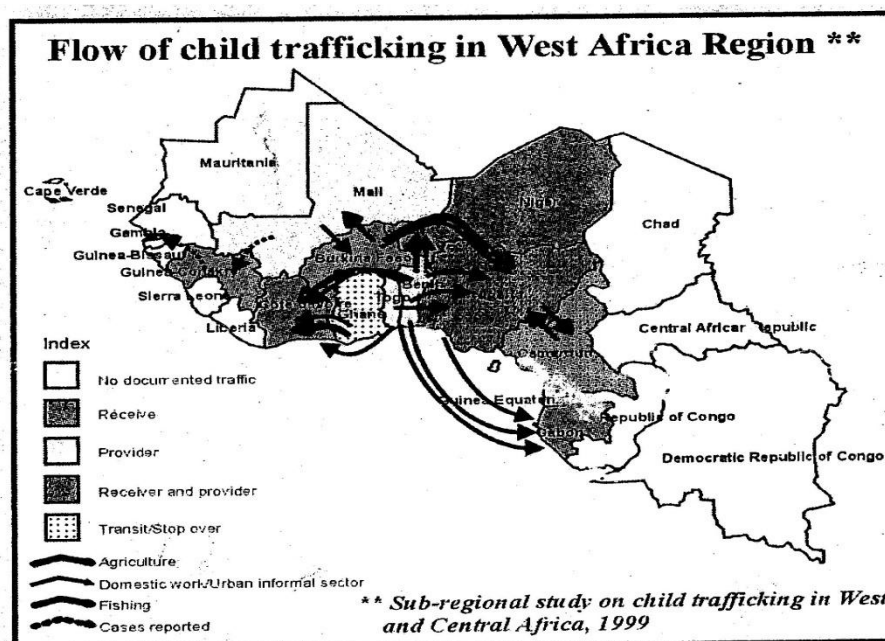 Flow of child trafficking in West Africa Region **
Mauritania
Cape Verde
Mali
Chad
Senegal
Gambia
Guinea-Bissau
Sierra Leone
Liberia
Burkina Faso
Togo
Ghana
Central African Republic
Cameroun
Guinea Equatori
Republic of Congo
Gabon
Democratic Republic of Congo
Index
No documented traffic
Receive
Provider
Receiver and provider
Transit/Stop over
Agriculture
Domestic work/Urban informal sector
Fishing
Cases reported
** Sub-regional study on child trafficking in West
and Central Africa, 1999